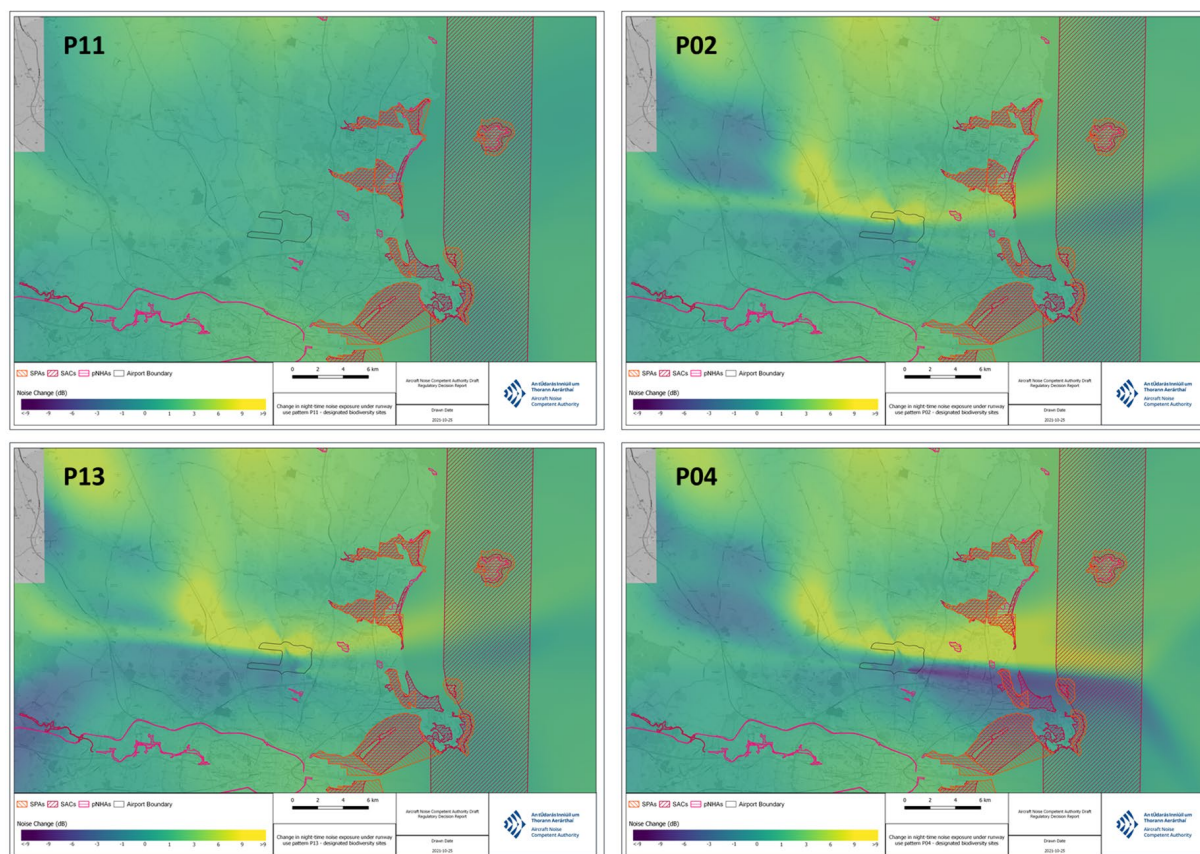 P11
SPAs SACs pNHAs Airport Boundary
Noise Change (dB)
<-9 -9 -6 -3 -1 0 1 3 6 9 >9
0 2 4 6 km
Change in night-time noise exposure under runway
use pattern P11 - designated biodiversity sites
Aircraft Noise Competent Authority Draft
Regulatory Decision Report
Drawn Date
2021-10-25
An tÚdarás Inniúil um
Thorann Aerárthaí
Aircraft Noise
Competent Authority
P02
SPAs SACs pNHAs Airport Boundary
Noise Change (dB)
<-9 -9 -6 -3 -1 0 1 3 6 9 >9
0 2 4 6 km
Change in night-time noise exposure under runway
use pattern P02 - designated biodiversity sites
Aircraft Noise Competent Authority Draft
Regulatory Decision Report
Drawn Date
2021-10-25
An tÚdarás Inniúil um
Thorann Aerárthaí
Aircraft Noise
Competent Authority
P13
SPAs SACs pNHAs Airport Boundary
Noise Change (dB)
<-9 -9 -6 -3 -1 0 1 3 6 9 >9
0 2 4 6 km
Change in night-time noise exposure under runway
use pattern P13 - designated biodiversity sites
Aircraft Noise Competent Authority Draft
Regulatory Decision Report
Drawn Date
2021-10-25
An tÚdarás Inniúil um
Thorann Aerárthaí
Aircraft Noise
Competent Authority
P04
SPAs SACs pNHAs Airport Boundary
Noise Change (dB)
<-9 -9 -6 -3 -1 0 1 3 6 9 >9
0 2 4 6 km
Change in night-time noise exposure under runway
use pattern P04 - designated biodiversity sites
Aircraft Noise Competent Authority Draft
Regulatory Decision Report
Drawn Date
2021-10-25
An tÚdarás Inniúil um
Thorann Aerárthaí
Aircraft Noise
Competent Authority